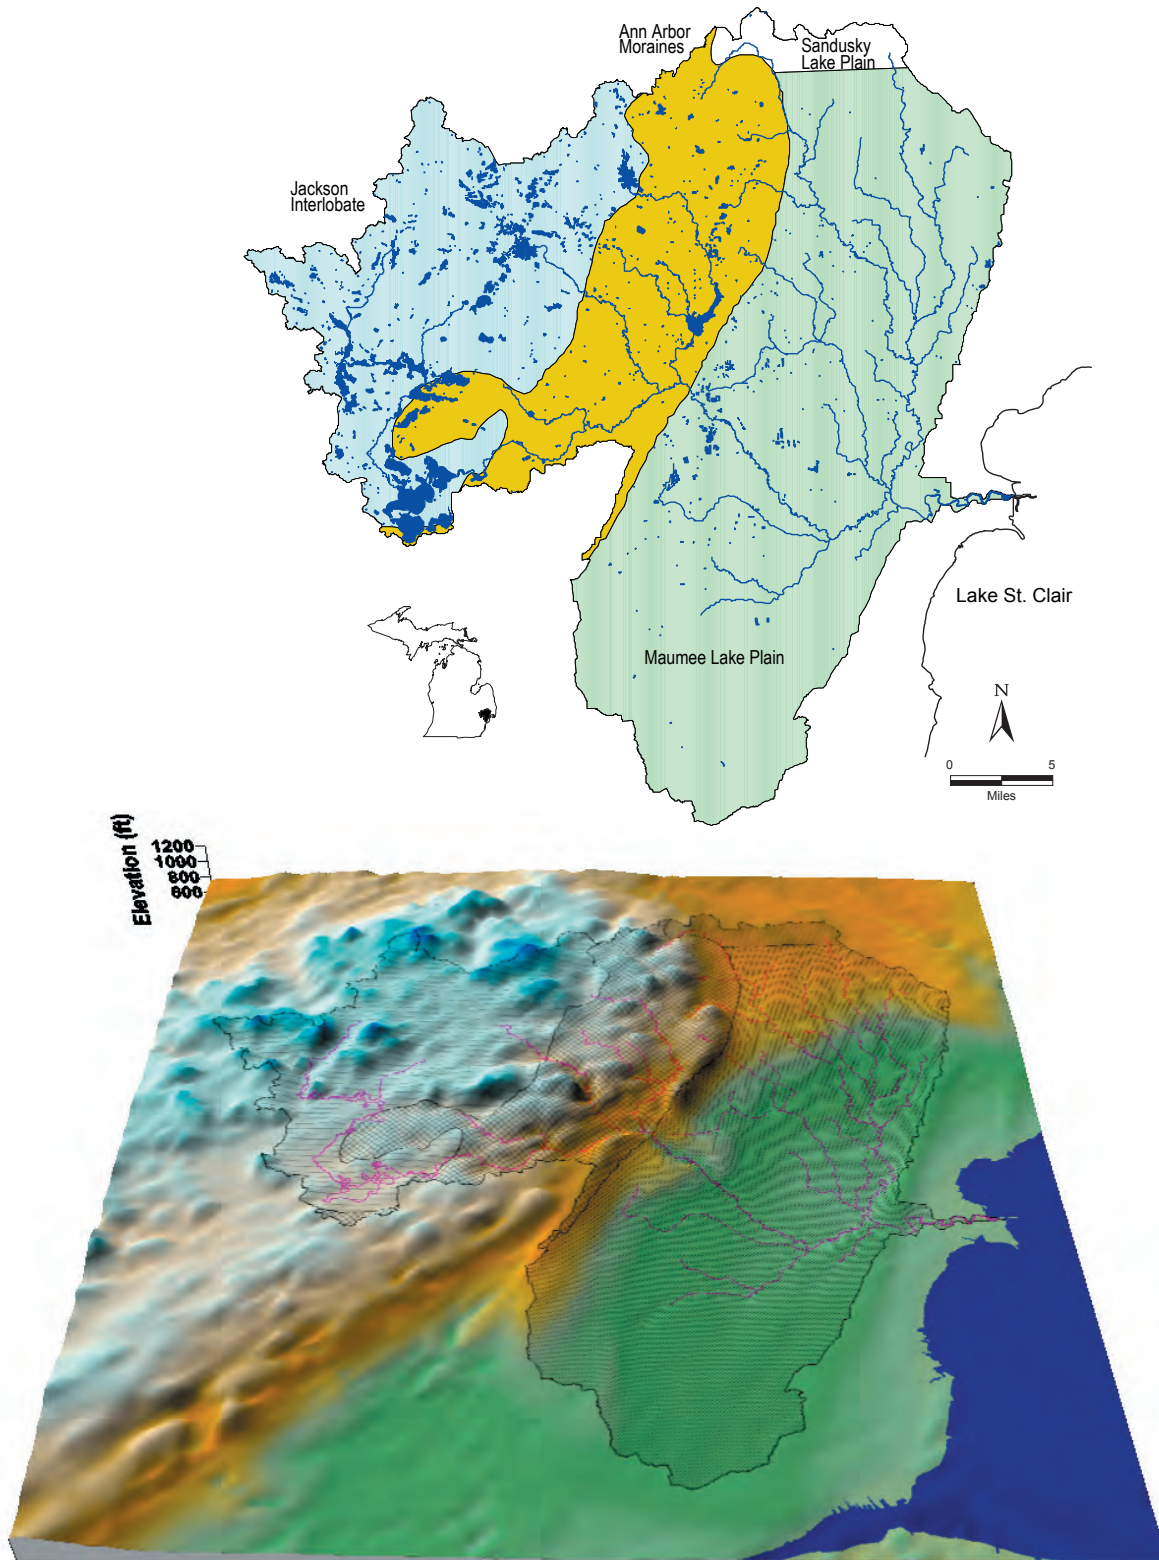 Ann Arbor
Moraines
Sandusky
Lake Plain
Jackson
Interlobate
Lake St. Clair
Maumee Lake Plain
N
0 5
Miles
Elevation (ft)
1200
1000
800
600